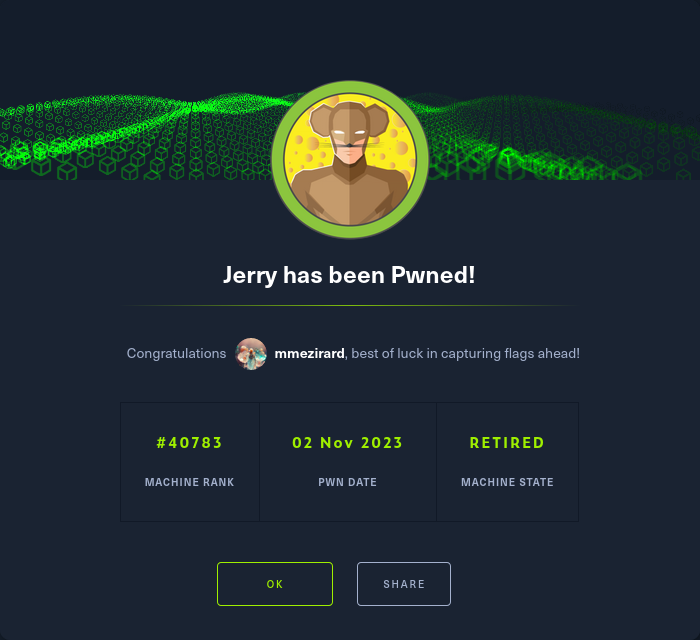 Jerry has been Pwned!
Congratulations mmezirard, best of luck in capturing flags ahead!
#40783 02 Nov 2023 RETIRED
MACHINE RANK PWN DATE MACHINE STATE
OK SHARE